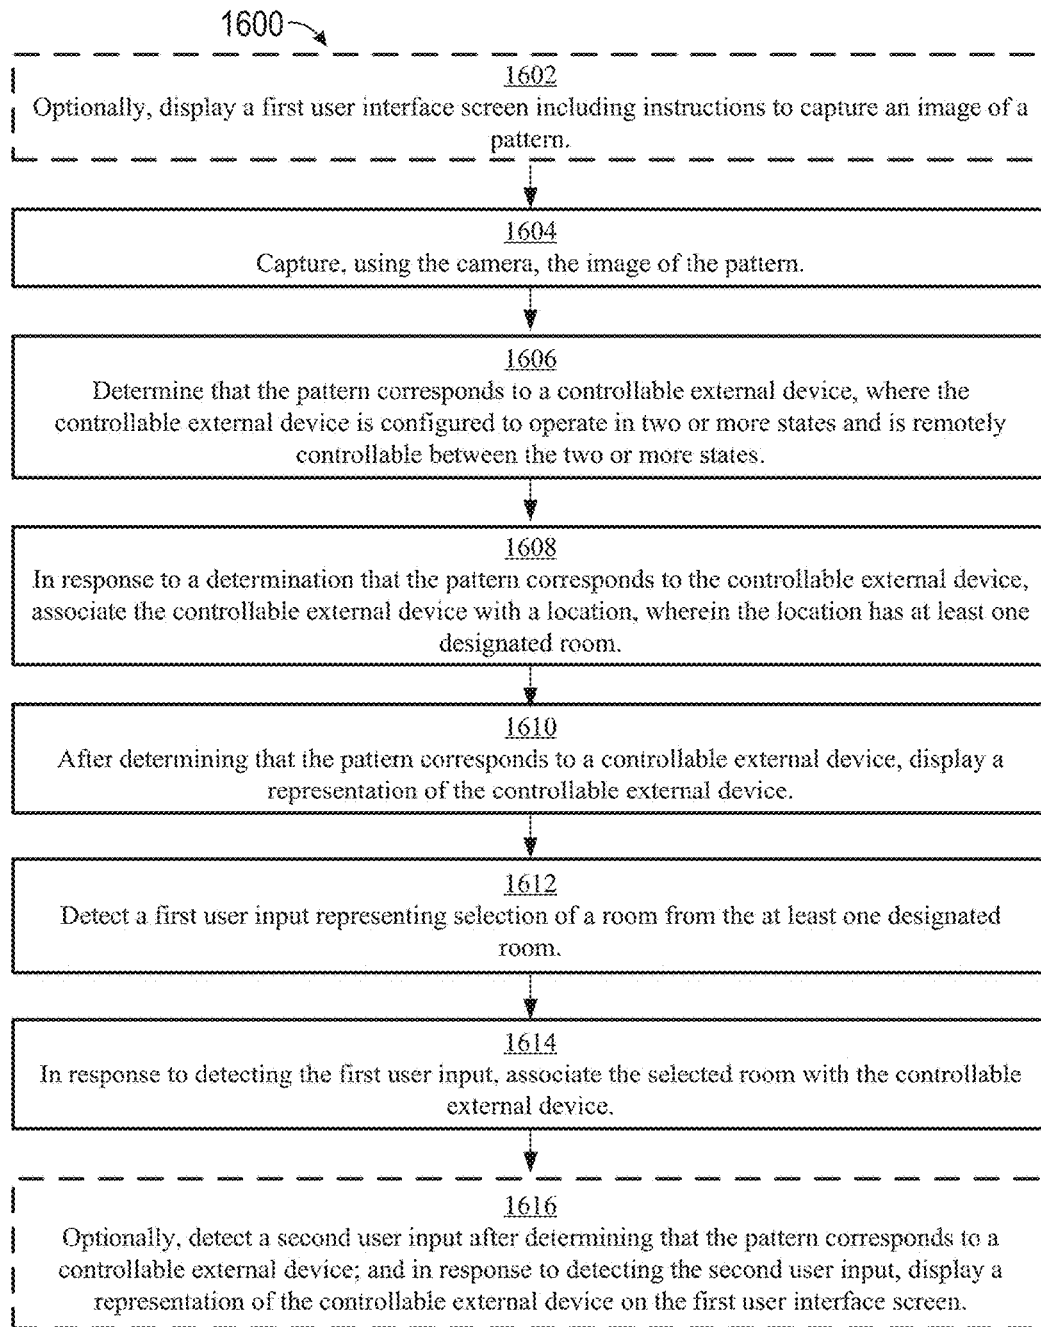 1600
1602
Optionally, display a first user interface screen including instructions to capture an image of a
pattern.
1604
Capture, using the camera, the image of the pattern.
1606
Determine that the pattern corresponds to a controllable external device, where the
controllable external device is configured to operate in two or more states and is remotely
controllable between the two or more states.
1608
In response to a determination that the pattern corresponds to the controllable external device,
associate the controllable external device with a location, wherein the location has at least one
designated room.
1610
After determining that the pattern corresponds to a controllable external device, display a
representation of the controllable external device.
1612
Detect a first user input representing selection of a room from the at least one designated
room.
1614
In response to detecting the first user input, associate the selected room with the controllable
external device.
1616
Optionally, detect a second user input after determining that the pattern corresponds to a
controllable external device; and in response to detecting the second user input, display a
representation of the controllable external device on the first user interface screen.